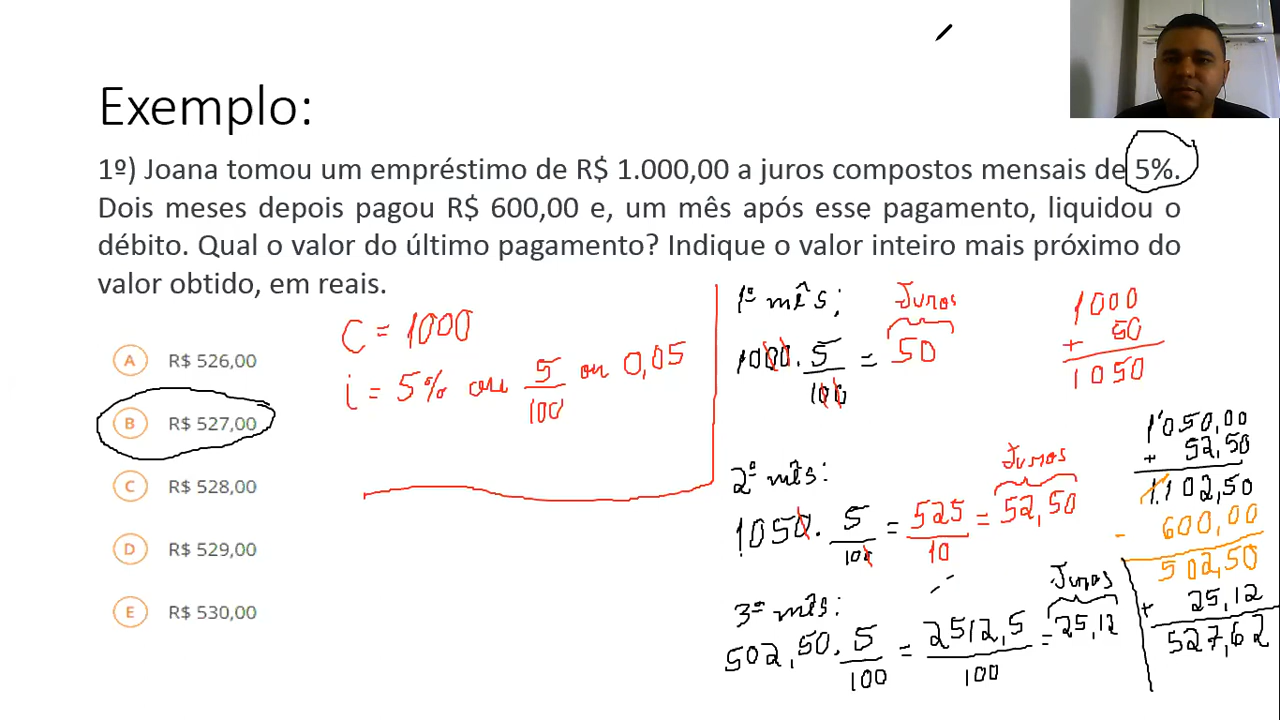 Exemplo:
1º) Joana tomou um empréstimo de R$ 1.000,00 a juros compostos mensais de 5%.
Dois meses depois pagou R$ 600,00 e, um mês após esse pagamento, liquidou o
débito. Qual o valor do último pagamento? Indique o valor inteiro mais próximo do
valor obtido, em reais.
A R$ 526,00
B R$ 527,00
C R$ 528,00
D R$ 529,00
E R$ 530,00
C = 1000
i = 5% ou 5/100 ou 0,05
1º mês:
Juros
1000 . 5/100 = 50
1000
+ 50
1050
2º mês:
Juros
1050 . 5/100 = 525/10 = 52,50
1050,00
+ 52,50
1.102,50
- 600,00
502,50
+ 25,12
527,62
3º mês:
Juros
502,50 . 5/100 = 2512,5/100 = 25,12